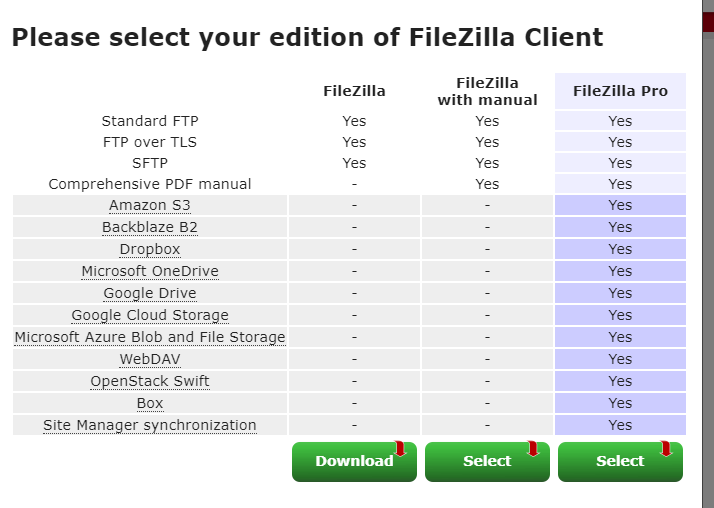 Please select your edition of FileZilla Client
FileZilla FileZilla with manual FileZilla Pro
Standard FTP Yes Yes Yes
FTP over TLS Yes Yes Yes
SFTP Yes Yes Yes
Comprehensive PDF manual - Yes Yes
Amazon S3 - - Yes
Backblaze B2 - - Yes
Dropbox - - Yes
Microsoft OneDrive - - Yes
Google Drive - - Yes
Google Cloud Storage - - Yes
Microsoft Azure Blob and File Storage - - Yes
WebDAV - - Yes
OpenStack Swift - - Yes
Box - - Yes
Site Manager synchronization - - Yes
Download Select Select